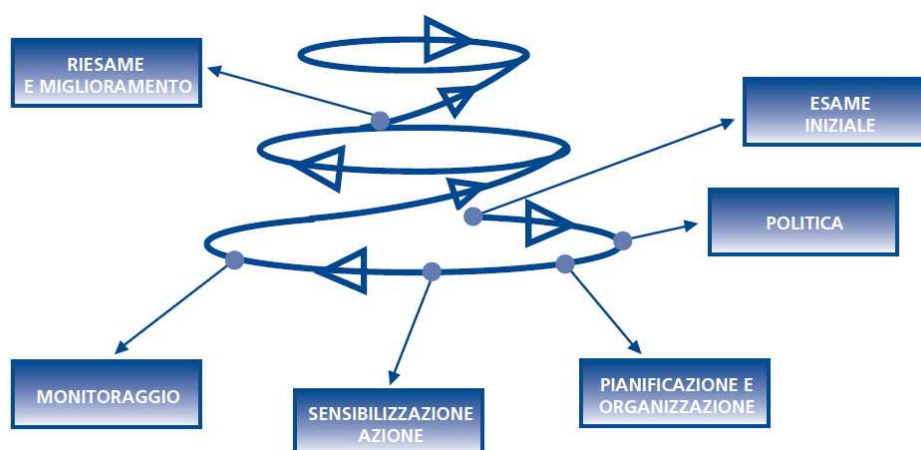 RIESAME
E MIGLIORAMENTO
ESAME
INIZIALE
POLITICA
PIANIFICAZIONE E
ORGANIZZAZIONE
SENSIBILIZZAZIONE
AZIONE
MONITORAGGIO